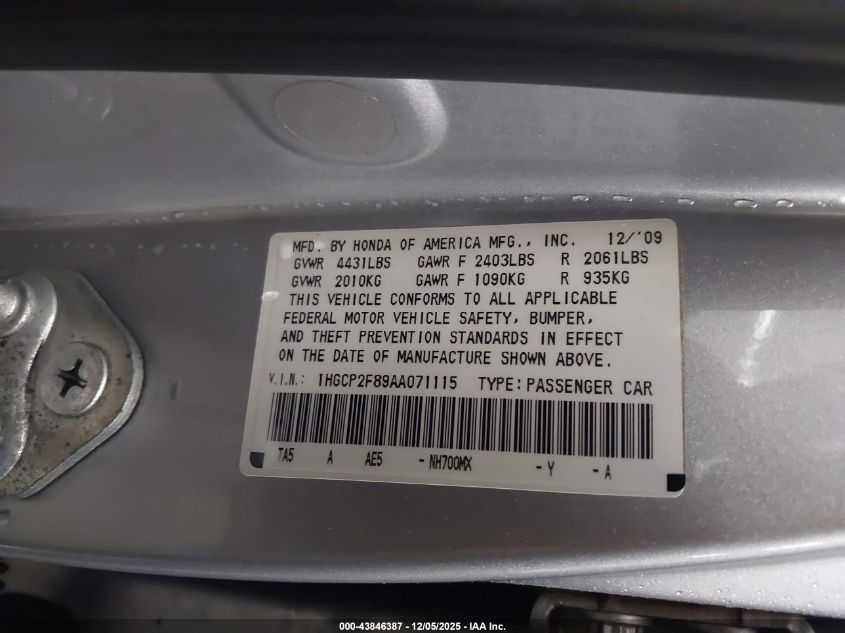 MFD. BY HONDA OF AMERICA MFG., INC. 12/'09
GVWR 4431LBS GAWR F 2403LBS R 2061LBS
GVWR 2010KG GAWR F 1090KG R 935KG
THIS VEHICLE CONFORMS TO ALL APPLICABLE
FEDERAL MOTOR VEHICLE SAFETY, BUMPER,
AND THEFT PREVENTION STANDARDS IN EFFECT
ON THE DATE OF MANUFACTURE SHOWN ABOVE.
V.I.N.: 1HGCP2F89AA071115 TYPE:PASSENGER CAR
TA5 A AE5 - NH700MX - Y - A
000-43846387 - 12/05/2025 - IAA Inc.